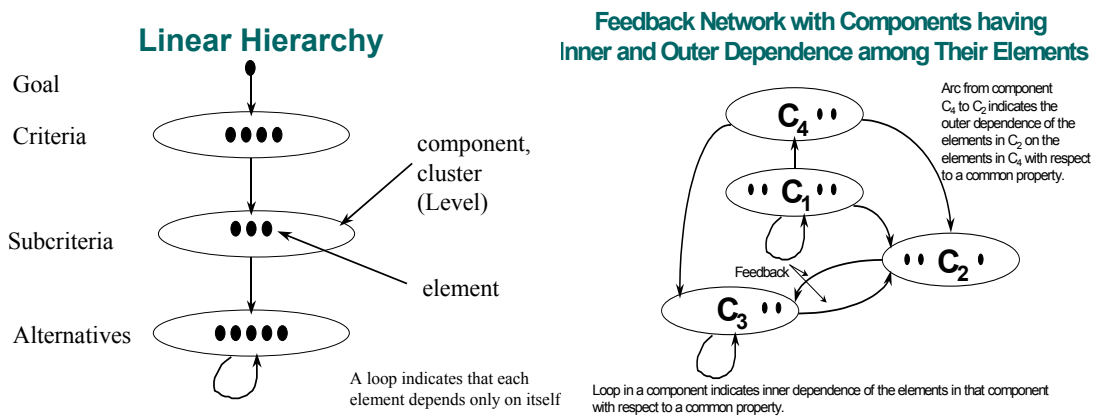 Linear Hierarchy
Goal
Criteria
Subcriteria
Alternatives
component,
cluster
(Level)
element
A loop indicates that each
element depends only on itself
Feedback Network with Components having
Inner and Outer Dependence among Their Elements
C4
C1
C2
C3
Feedback
Arc from component
C4 to C2 indicates the
outer dependence of the
elements in C2 on the
elements in C4 with respect
to a common property.
Loop in a component indicates inner dependence of the elements in that component
with respect to a common property.